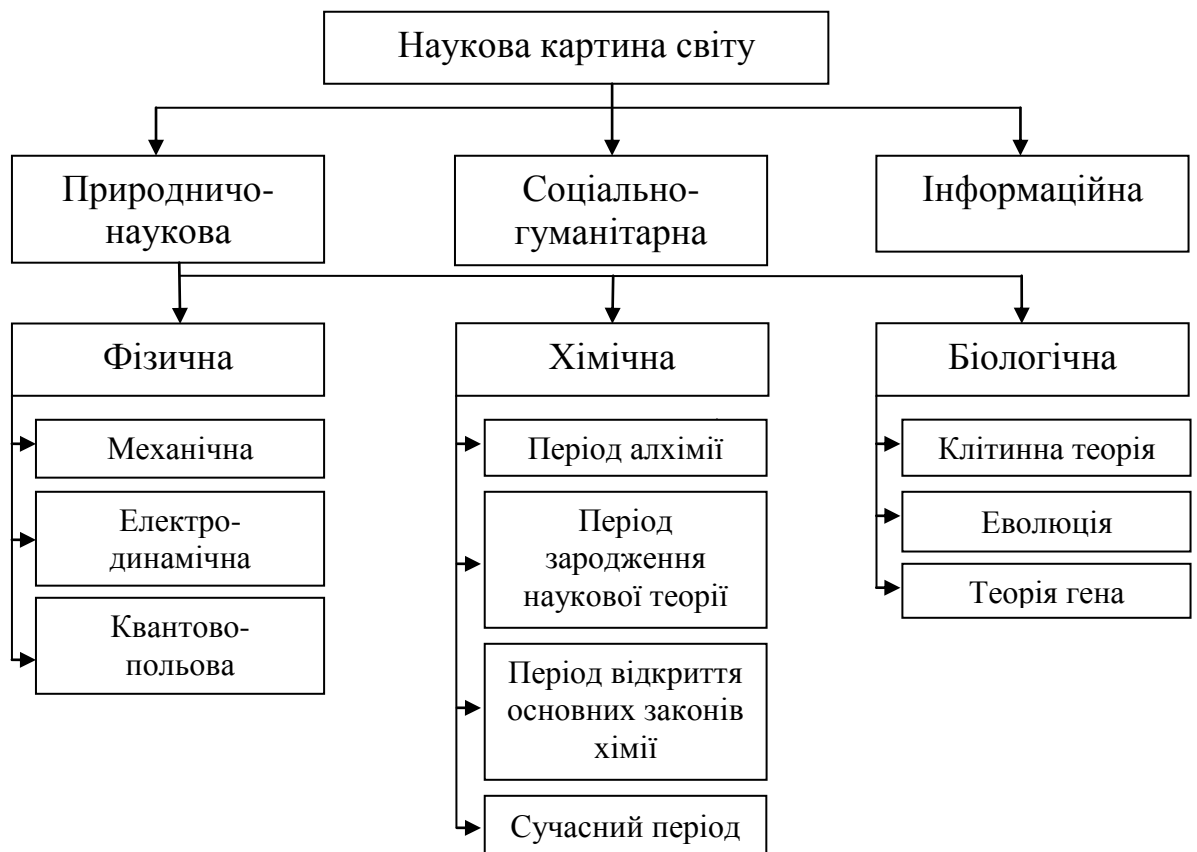 Наукова картина світу
Природничо-
наукова
Соціально-
гуманітарна
Інформаційна
Фізична
Хімічна
Біологічна
Механічна
Електро-
динамічна
Квантово-
польова
Період алхімії
Період
зародження
наукової теорії
Період відкриття
основних законів
хімії
Сучасний період
Клітинна теорія
Еволюція
Теорія гена